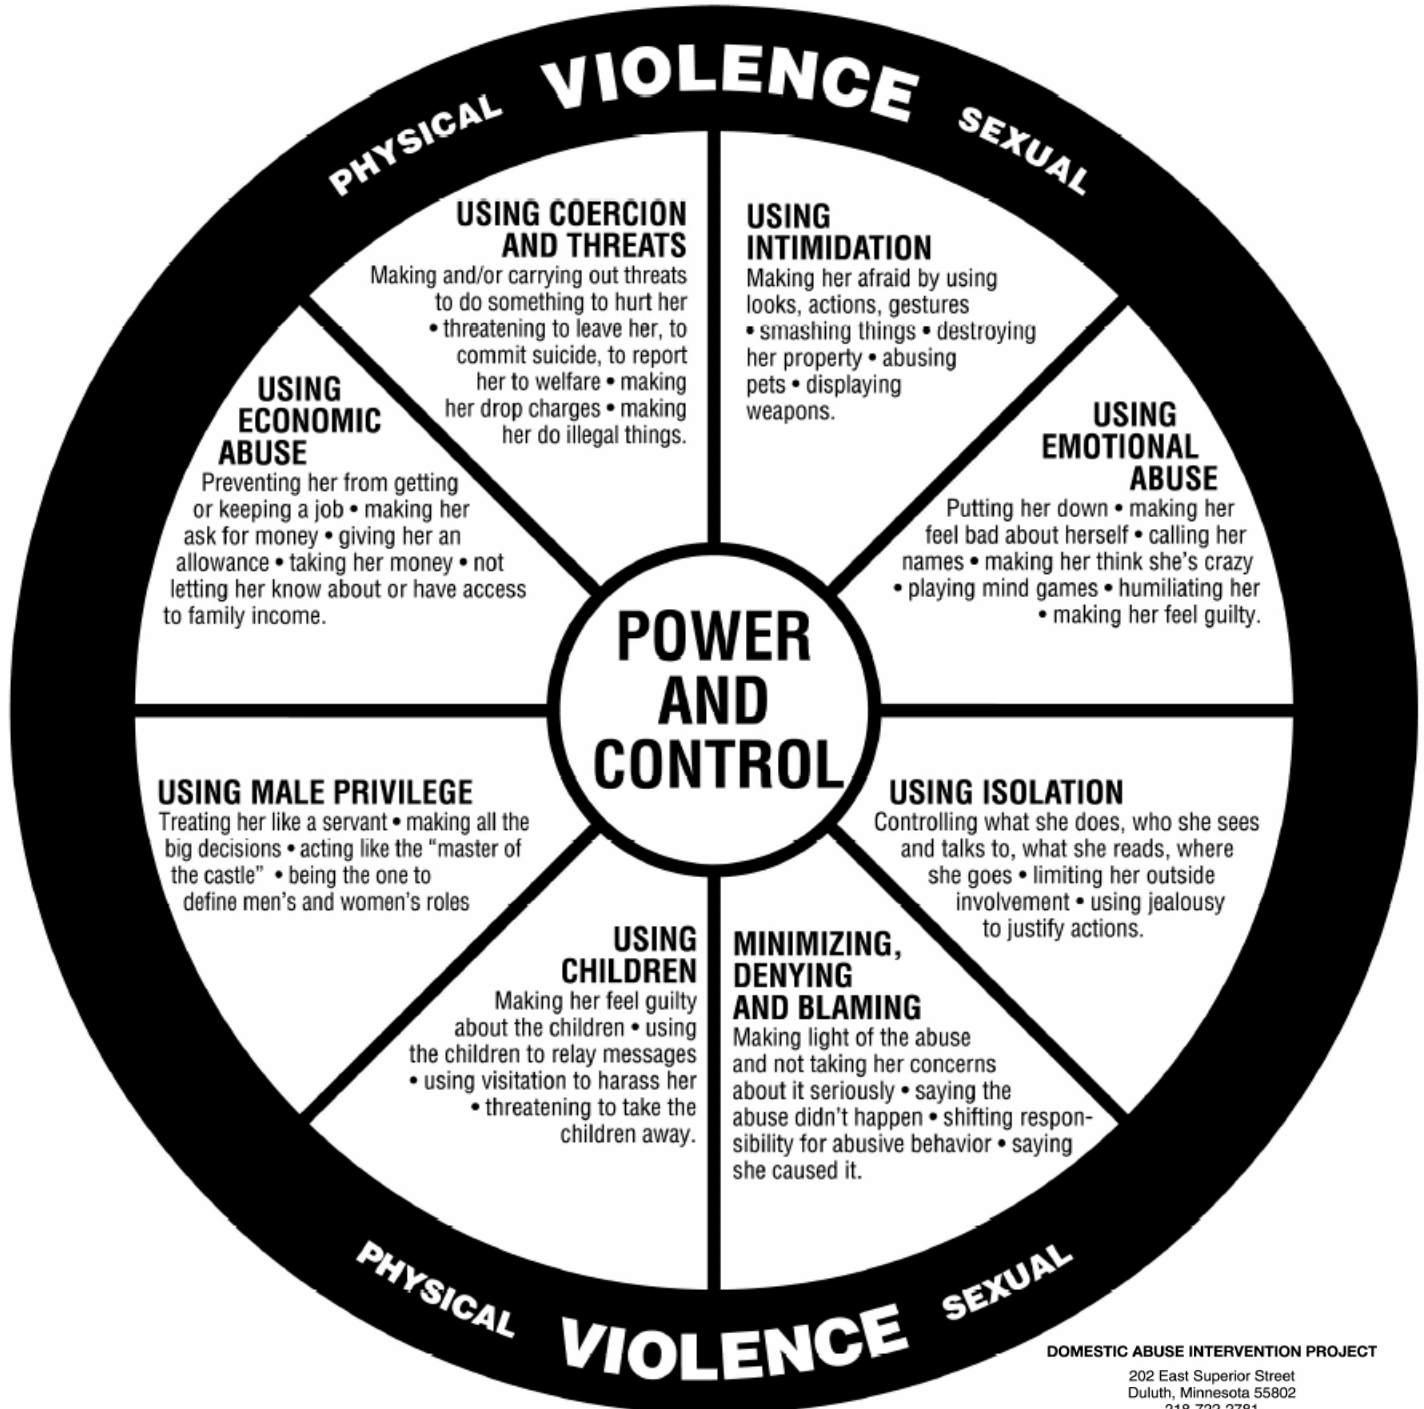 PHYSICAL VIOLENCE SEXUAL
USING COERCION
AND THREATS
Making and/or carrying out threats
to do something to hurt her
• threatening to leave her, to
commit suicide, to report
her to welfare • making
her drop charges • making
her do illegal things.
USING
INTIMIDATION
Making her afraid by using
looks, actions, gestures
• smashing things • destroying
her property • abusing
pets • displaying
weapons.
USING
ECONOMIC
ABUSE
Preventing her from getting
or keeping a job • making her
ask for money • giving her an
allowance • taking her money • not
letting her know about or have access
to family income.
USING
EMOTIONAL
ABUSE
Putting her down • making her
feel bad about herself • calling her
names • making her think she's crazy
• playing mind games • humiliating her
• making her feel guilty.
POWER
AND
CONTROL
USING MALE PRIVILEGE
Treating her like a servant • making all the
big decisions • acting like the "master of
the castle" • being the one to
define men's and women's roles
USING ISOLATION
Controlling what she does, who she sees
and talks to, what she reads, where
she goes • limiting her outside
involvement • using jealousy
to justify actions.
USING
CHILDREN
Making her feel guilty
about the children • using
the children to relay messages
• using visitation to harass her
• threatening to take the
children away.
MINIMIZING,
DENYING
AND BLAMING
Making light of the abuse
and not taking her concerns
about it seriously • saying the
abuse didn't happen • shifting respon-
sibility for abusive behavior • saying
she caused it.
PHYSICAL VIOLENCE SEXUAL
DOMESTIC ABUSE INTERVENTION PROJECT
202 East Superior Street
Duluth, Minnesota 55802
218-722-2781